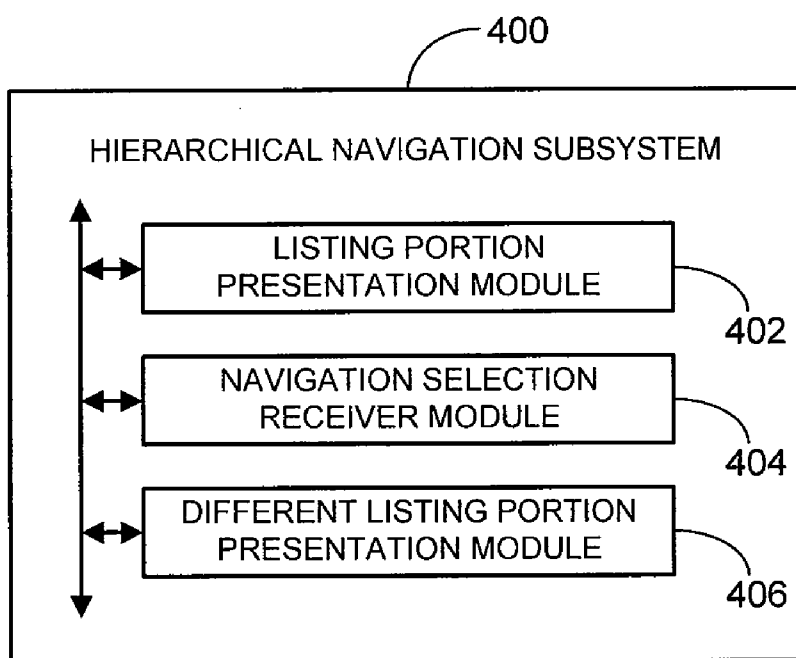 400
HIERARCHICAL NAVIGATION SUBSYSTEM
LISTING PORTION
PRESENTATION MODULE
402
NAVIGATION SELECTION
RECEIVER MODULE
404
DIFFERENT LISTING PORTION
PRESENTATION MODULE
406